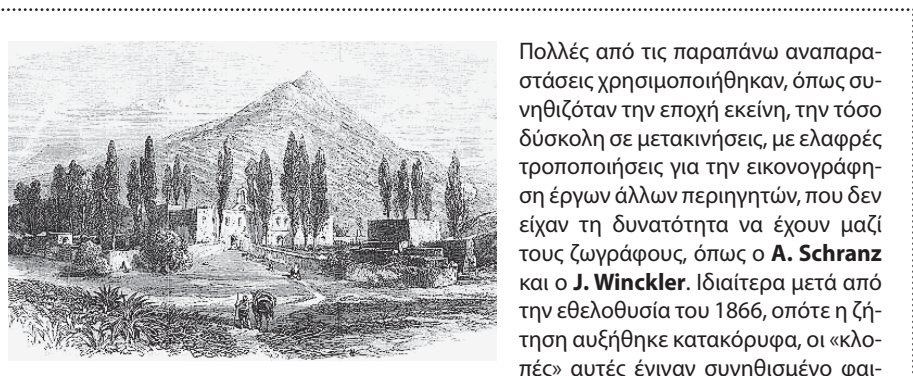 Πολλές από τις παραπάνω αναπαρα-
στάσεις χρησιμοποιήθηκαν, όπως συ-
νηθιζόταν την εποχή εκείνη, την τόσο
δύσκολη σε μετακινήσεις, με ελαφρές
τροποποιήσεις για την εικονογράφη-
ση έργων άλλων περιηγητών, που δεν
είχαν τη δυνατότητα να έχουν μαζί
τους ζωγράφους, όπως ο A. Schranz
και ο J. Winckler. Ιδιαίτερα μετά από
την εθελοθυσία του 1866, οπότε η ζή-
τηση αυξήθηκε κατακόρυφα, οι «κλο-
πές» αυτές έγιναν συνηθισμένο φαι-